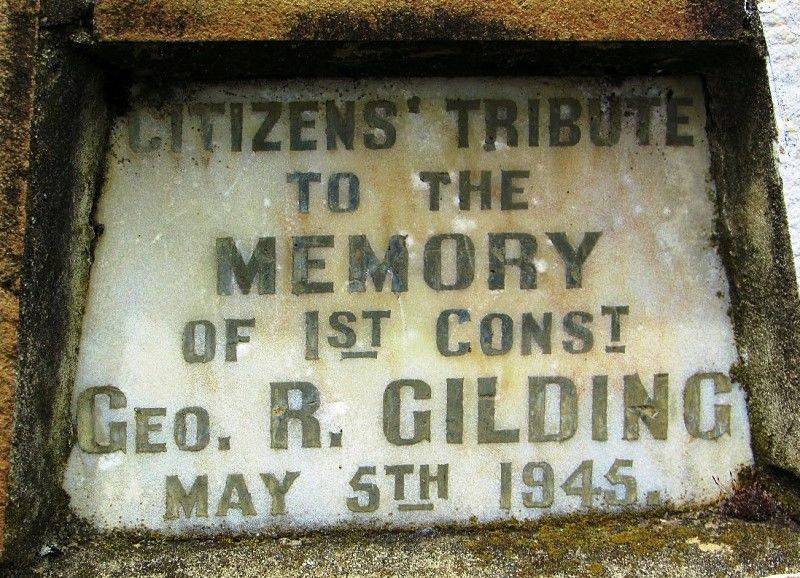 CITIZENS' TRIBUTE
TO THE
MEMORY
OF 1ST CONST
GEO. R. GILDING
MAY 5TH 1945.